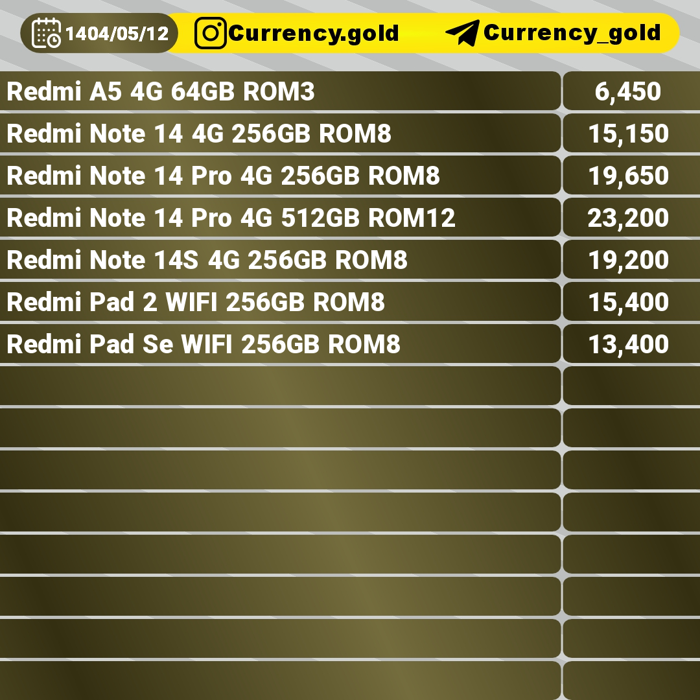 1404/05/12 Currency.gold Currency_gold
Redmi A5 4G 64GB ROM3 6,450
Redmi Note 14 4G 256GB ROM8 15,150
Redmi Note 14 Pro 4G 256GB ROM8 19,650
Redmi Note 14 Pro 4G 512GB ROM12 23,200
Redmi Note 14S 4G 256GB ROM8 19,200
Redmi Pad 2 WIFI 256GB ROM8 15,400
Redmi Pad Se WIFI 256GB ROM8 13,400